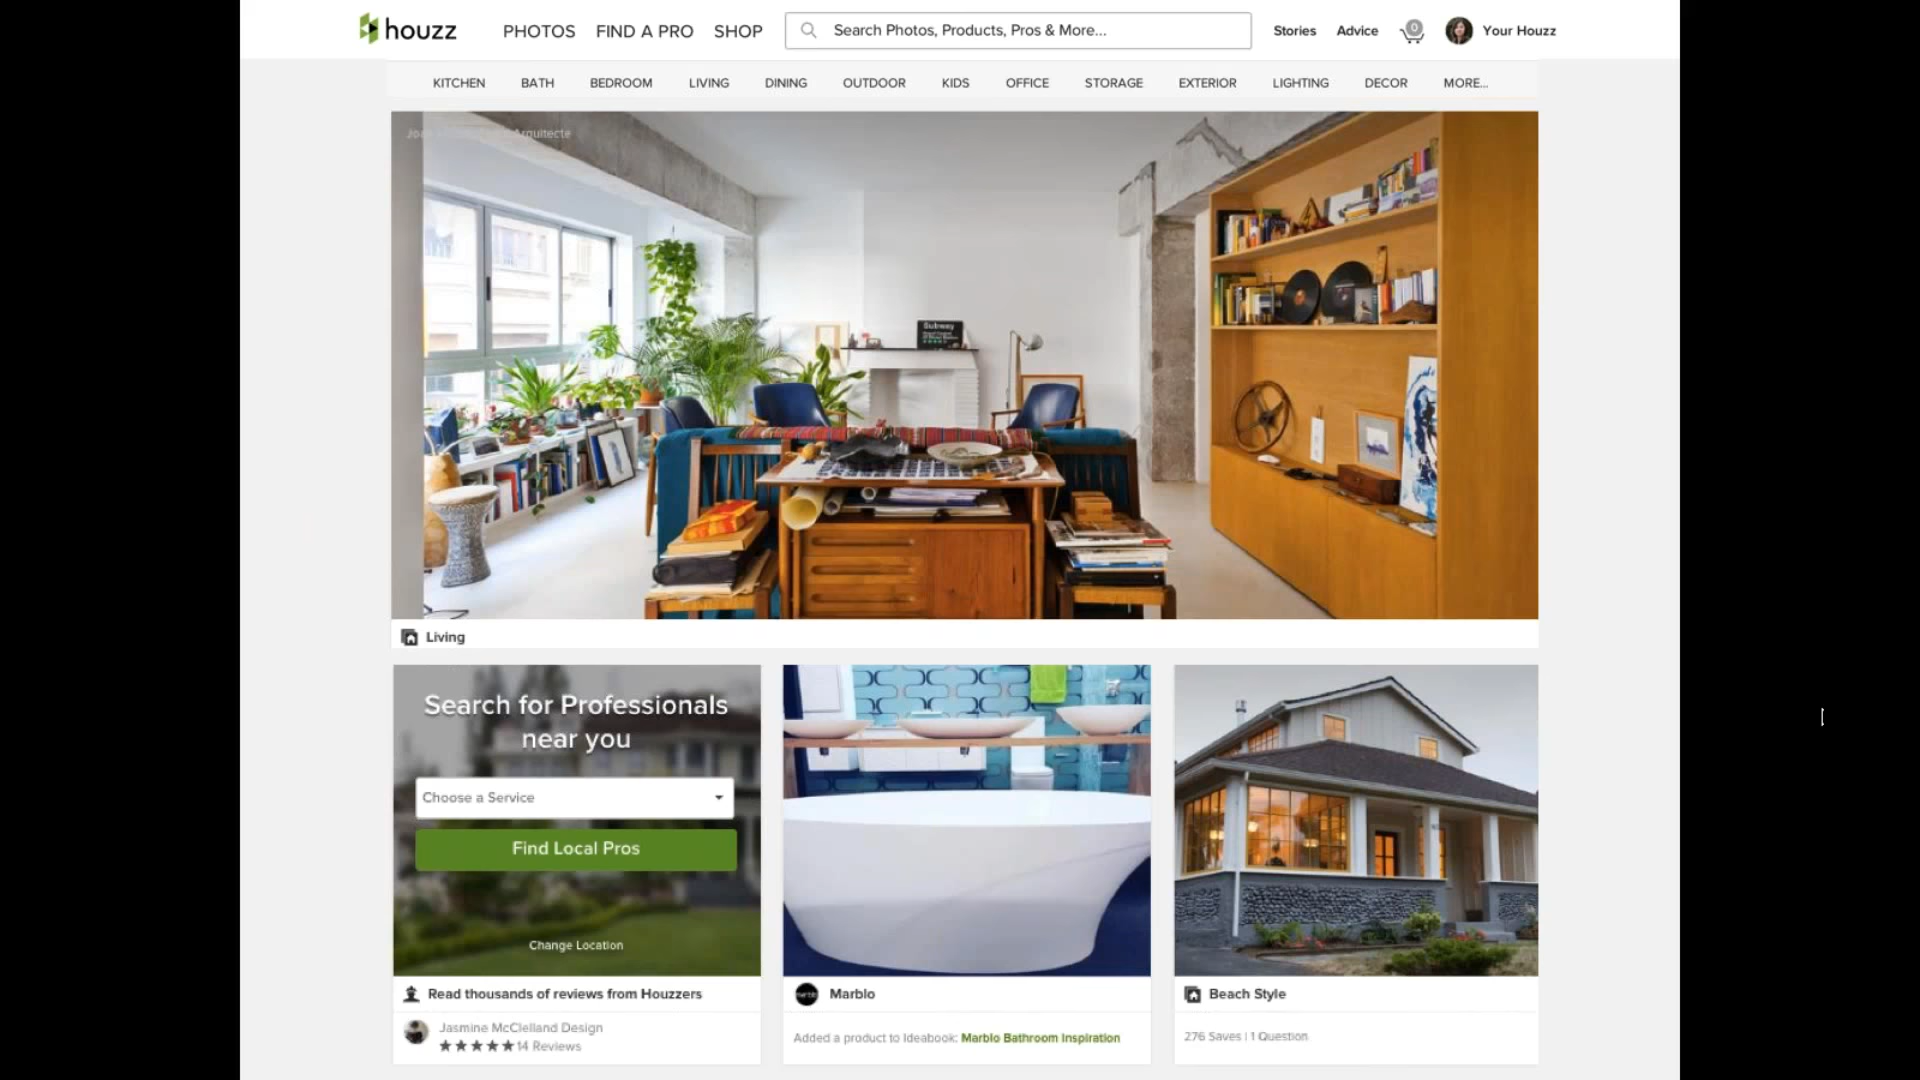 houzz
PHOTOS FIND A PRO SHOP
Search Photos, Products, Pros & More...
Stories Advice 0 Your Houzz
KITCHEN BATH BEDROOM LIVING DINING OUTDOOR KIDS OFFICE STORAGE EXTERIOR LIGHTING DECOR MORE...
Arquitecte
Subway
Living
Search for Professionals
near you
Choose a Service
Find Local Pros
Change Location
Read thousands of reviews from Houzzers
Jasmine McClelland Design
14 Reviews
Marblo
Added a product to Ideabook: Marblo Bathroom Inspiration
Beach Style
276 Saves | 1 Question